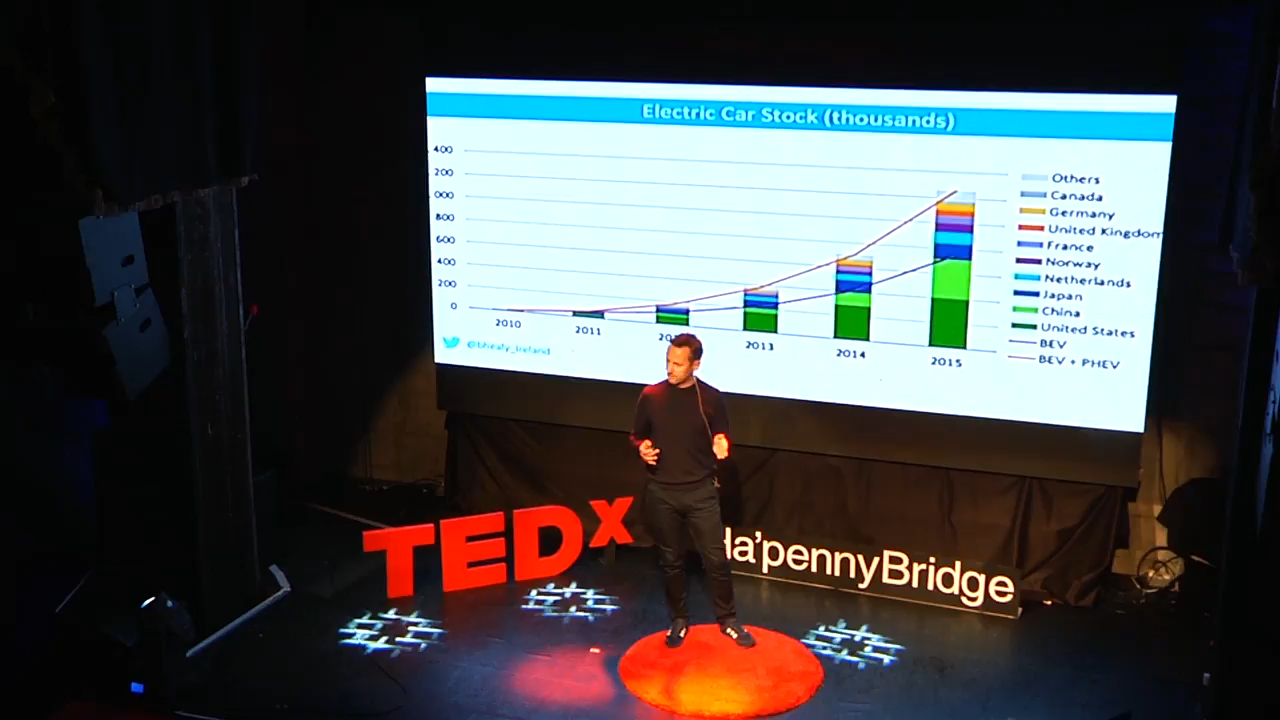 Electric Car Stock (thousands)
400
200
000
800
600
400
200
0
2010
2011
2013
2014
2015
Others
Canada
Germany
United Kingdom
France
Norway
Netherlands
Japan
China
United States
BEV
BEV + PHEV
@bhealy_Ireland
TEDx
Ha'pennyBridge